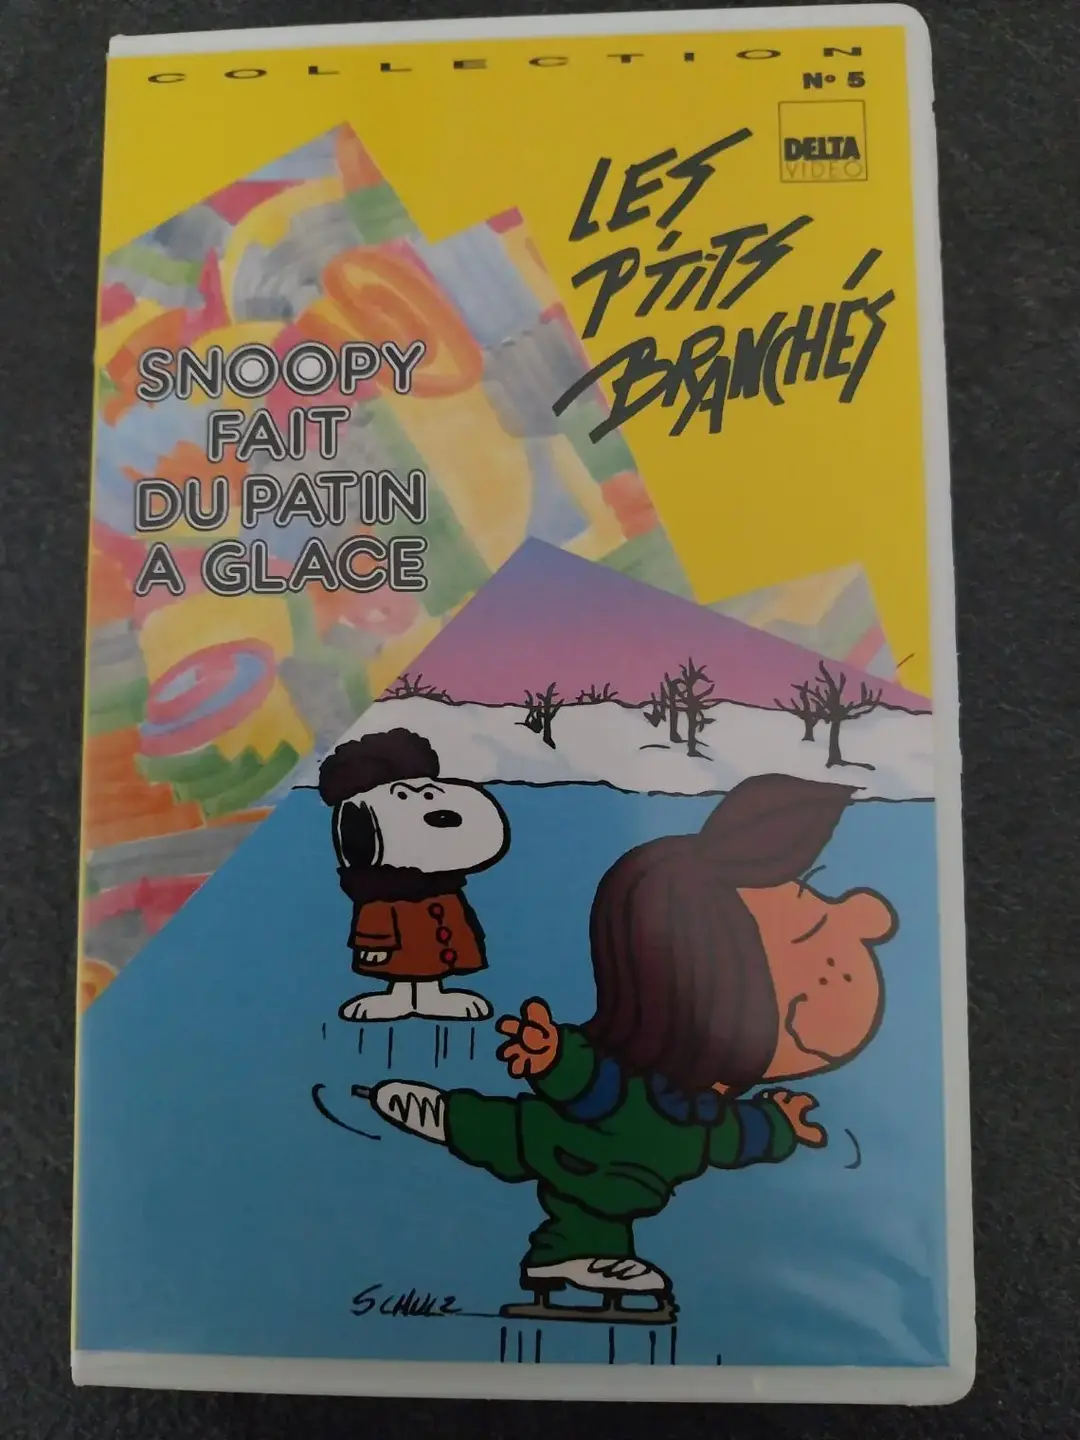 COLLECTION
N° 5
DELTA
VIDEO
LES
P'TITS
BRANCHÉS
SNOOPY
FAIT
DU PATIN
A GLACE
SCHULZ